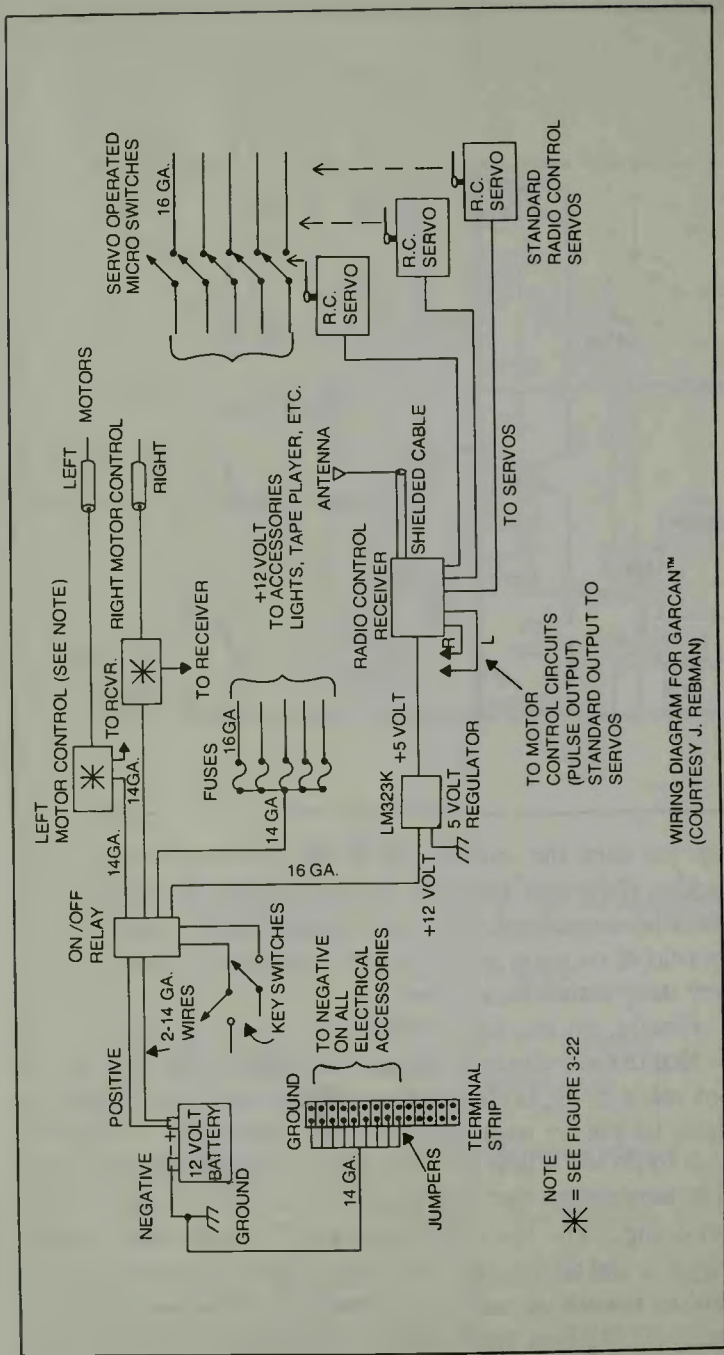 SERVO OPERATED
MICRO SWITCHES
16 GA.
R.C.
SERVO
R.C.
SERVO
R.C.
SERVO
STANDARD
RADIO CONTROL
SERVOS
LEFT
MOTORS
RIGHT MOTOR CONTROL
RIGHT
LEFT
MOTOR CONTROL (SEE NOTE)
TO RCVR.
14GA.
14GA.
TO RECEIVER
+12 VOLT
TO ACCESSORIES
LIGHTS, TAPE PLAYER, ETC.
FUSES
16GA
14 GA
ANTENNA
SHIELDED CABLE
RADIO CONTROL
RECEIVER
TO SERVOS
R
L
+5 VOLT
LM323K
5 VOLT
REGULATOR
+12 VOLT
16 GA.
TO MOTOR
CONTROL CIRCUITS
(PULSE OUTPUT)
STANDARD OUTPUT TO
SERVOS
ON /OFF
RELAY
2-14 GA.
WIRES
KEY SWITCHES
POSITIVE
NEGATIVE
- +
12 VOLT
BATTERY
GROUND
14 GA.
GROUND
TO NEGATIVE
ON ALL
ELECTRICAL
ACCESSORIES
JUMPERS
TERMINAL
STRIP
NOTE
= SEE FIGURE 3-22
WIRING DIAGRAM FOR GARCAN™
(COURTESY J. REBMAN)